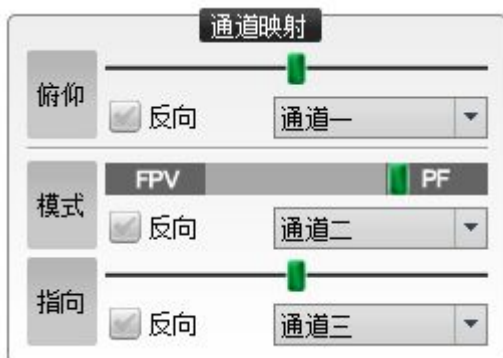 通道映射
俯仰
反向 通道一
FPV PF
模式
反向 通道二
指向
反向 通道三